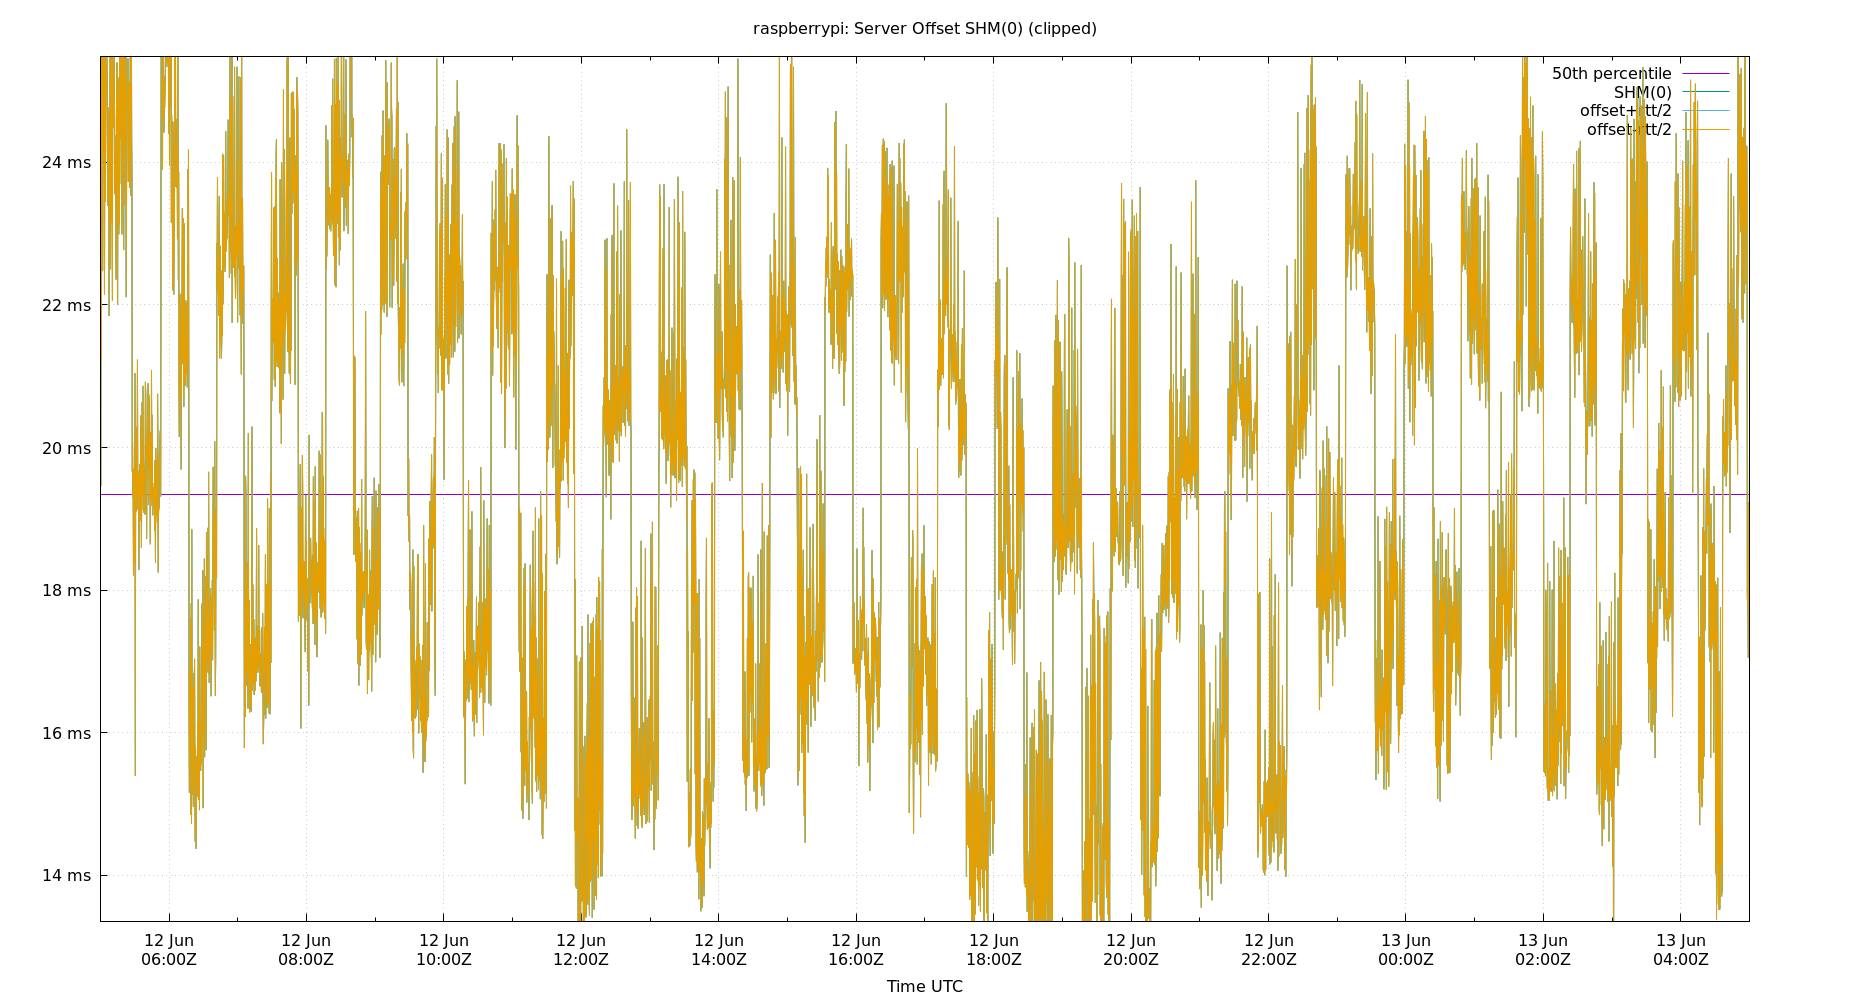 raspberrypi: Server Offset SHM(0) (clipped)
50th percentile
SHM(0)
offset+rtt/2
offset-rtt/2
24 ms
22 ms
20 ms
18 ms
16 ms
14 ms
12 Jun 12 Jun 12 Jun 12 Jun 12 Jun 12 Jun 12 Jun 12 Jun 12 Jun 13 Jun 13 Jun 13 Jun
06:00Z 08:00Z 10:00Z 12:00Z 14:00Z 16:00Z 18:00Z 20:00Z 22:00Z 00:00Z 02:00Z 04:00Z
Time UTC